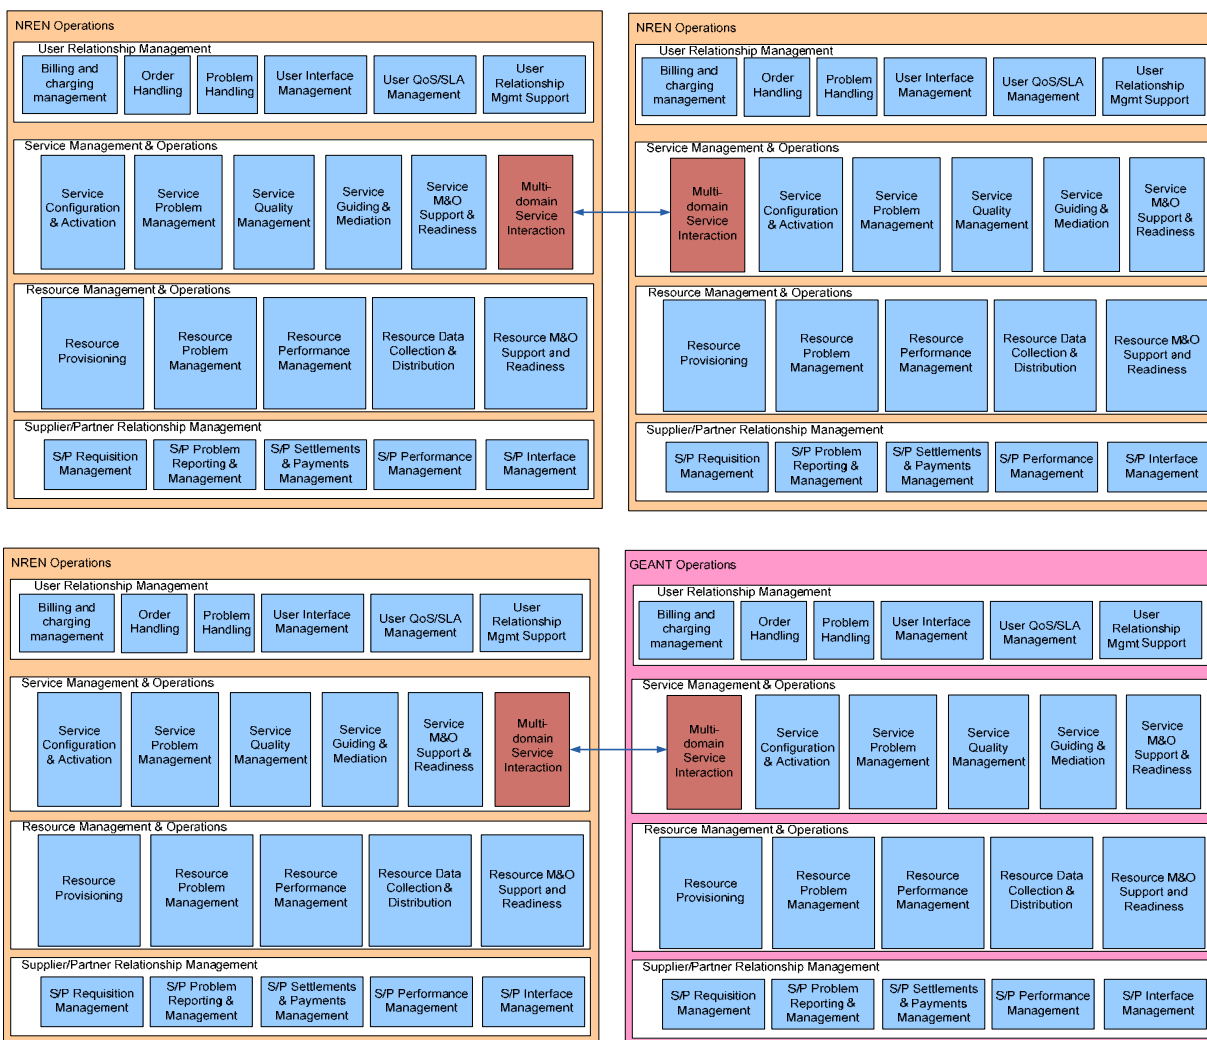 NREN Operations
User Relationship Management
Billing and
charging
management
Order
Handling
Problem
Handling
User Interface
Management
User QoS/SLA
Management
User
Relationship
Mgmt Support
Service Management & Operations
Service
Configuration
& Activation
Service
Problem
Management
Service
Quality
Management
Service
Guiding &
Mediation
Service
M&O
Support &
Readiness
Multi-
domain
Service
Interaction
Resource Management & Operations
Resource
Provisioning
Resource
Problem
Management
Resource
Performance
Management
Resource Data
Collection &
Distribution
Resource M&O
Support and
Readiness
Supplier/Partner Relationship Management
S/P Requisition
Management
S/P Problem
Reporting &
Management
S/P Settlements
& Payments
Management
S/P Performance
Management
S/P Interface
Management
NREN Operations
User Relationship Management
Billing and
charging
management
Order
Handling
Problem
Handling
User Interface
Management
User QoS/SLA
Management
User
Relationship
Mgmt Support
Service Management & Operations
Multi-
domain
Service
Interaction
Service
Configuration
& Activation
Service
Problem
Management
Service
Quality
Management
Service
Guiding &
Mediation
Service
M&O
Support &
Readiness
Resource Management & Operations
Resource
Provisioning
Resource
Problem
Management
Resource
Performance
Management
Resource Data
Collection &
Distribution
Resource M&O
Support and
Readiness
Supplier/Partner Relationship Management
S/P Requisition
Management
S/P Problem
Reporting &
Management
S/P Settlements
& Payments
Management
S/P Performance
Management
S/P Interface
Management
NREN Operations
User Relationship Management
Billing and
charging
management
Order
Handling
Problem
Handling
User Interface
Management
User QoS/SLA
Management
User
Relationship
Mgmt Support
Service Management & Operations
Service
Configuration
& Activation
Service
Problem
Management
Service
Quality
Management
Service
Guiding &
Mediation
Service
M&O
Support &
Readiness
Multi-
domain
Service
Interaction
Resource Management & Operations
Resource
Provisioning
Resource
Problem
Management
Resource
Performance
Management
Resource Data
Collection &
Distribution
Resource M&O
Support and
Readiness
Supplier/Partner Relationship Management
S/P Requisition
Management
S/P Problem
Reporting &
Management
S/P Settlements
& Payments
Management
S/P Performance
Management
S/P Interface
Management
GEANT Operations
User Relationship Management
Billing and
charging
management
Order
Handling
Problem
Handling
User Interface
Management
User QoS/SLA
Management
User
Relationship
Mgmt Support
Service Management & Operations
Multi-
domain
Service
Interaction
Service
Configuration
& Activation
Service
Problem
Management
Service
Quality
Management
Service
Guiding &
Mediation
Service
M&O
Support &
Readiness
Resource Management & Operations
Resource
Provisioning
Resource
Problem
Management
Resource
Performance
Management
Resource Data
Collection &
Distribution
Resource M&O
Support and
Readiness
Supplier/Partner Relationship Management
S/P Requisition
Management
S/P Problem
Reporting &
Management
S/P Settlements
& Payments
Management
S/P Performance
Management
S/P Interface
Management